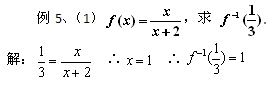 例 5、(1) f(x)=x/(x+2), 求 f⁻¹(1/3).
解: 1/3=x/(x+2) ∴ x=1 ∴ f⁻¹(1/3)=1